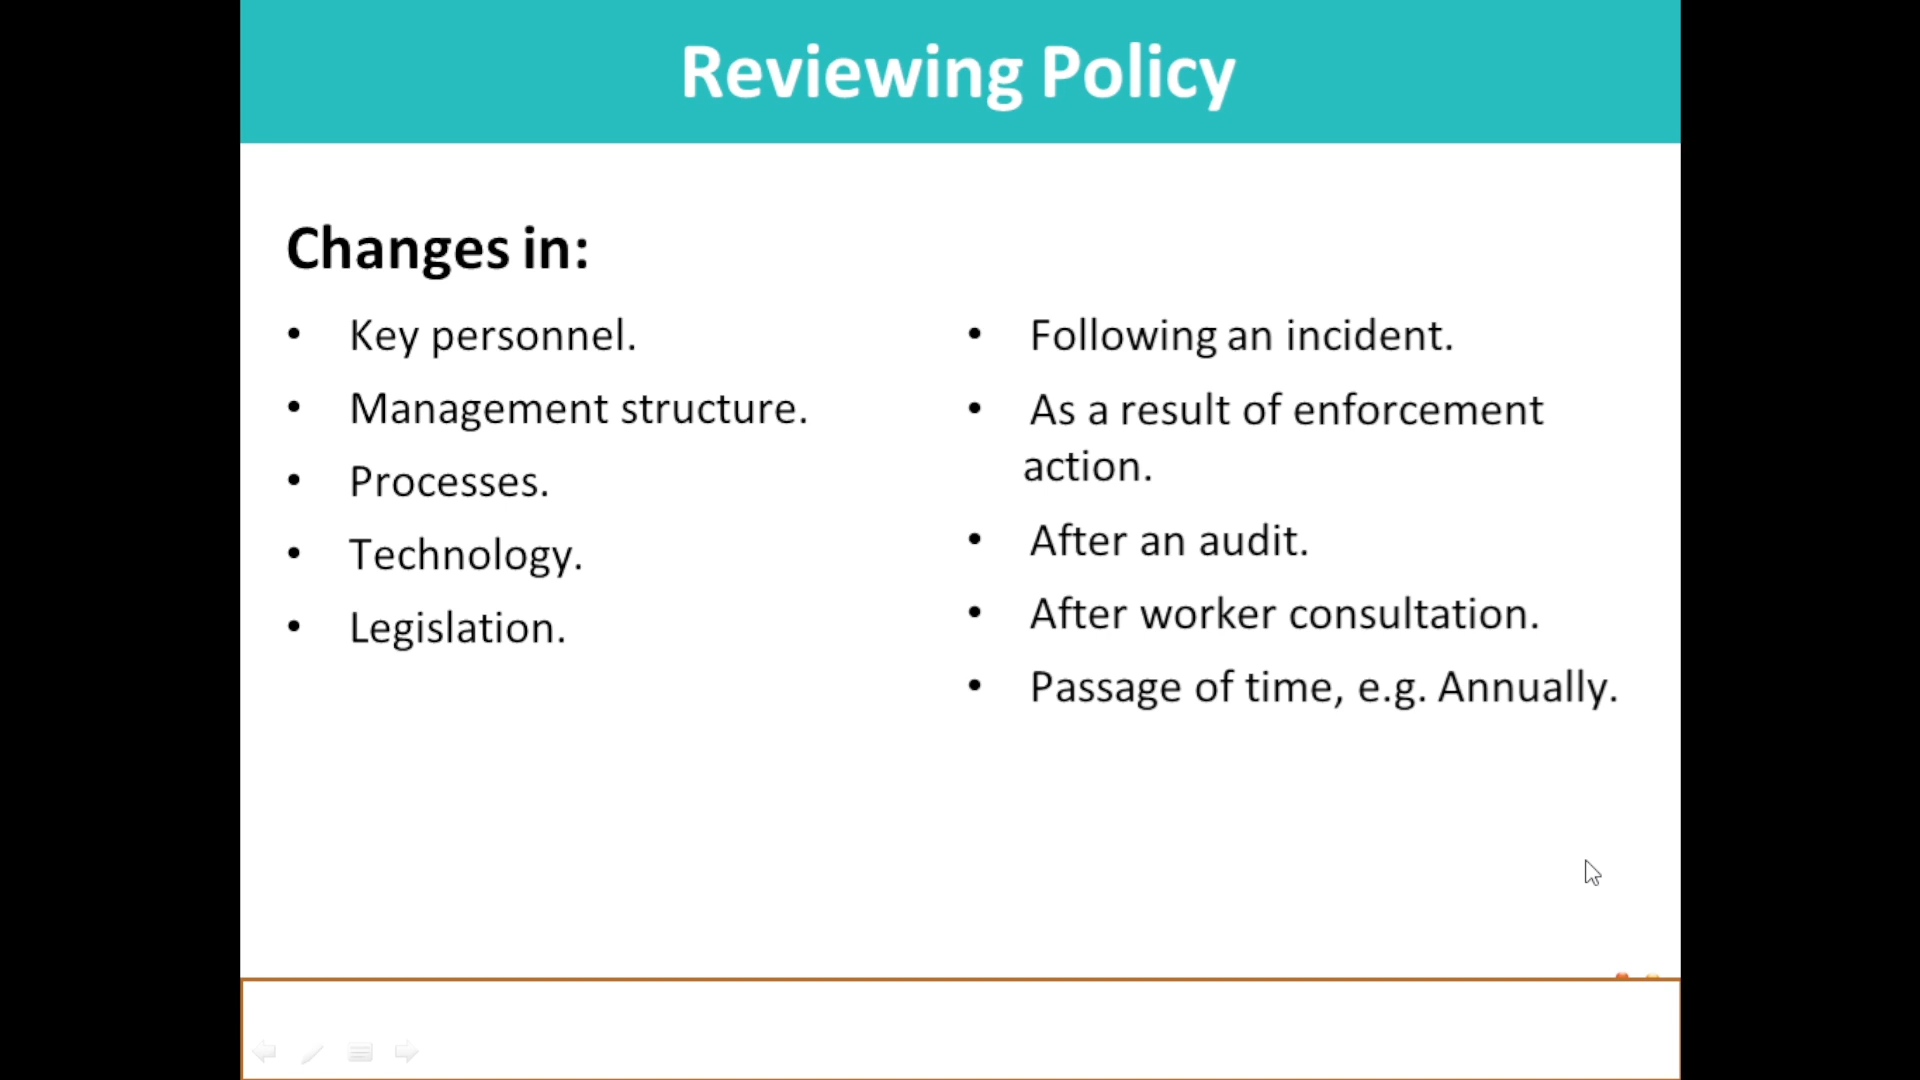 Reviewing Policy
Changes in:
• Key personnel.
• Management structure.
• Processes.
• Technology.
• Legislation.
• Following an incident.
• As a result of enforcement
action.
• After an audit.
• After worker consultation.
• Passage of time, e.g. Annually.